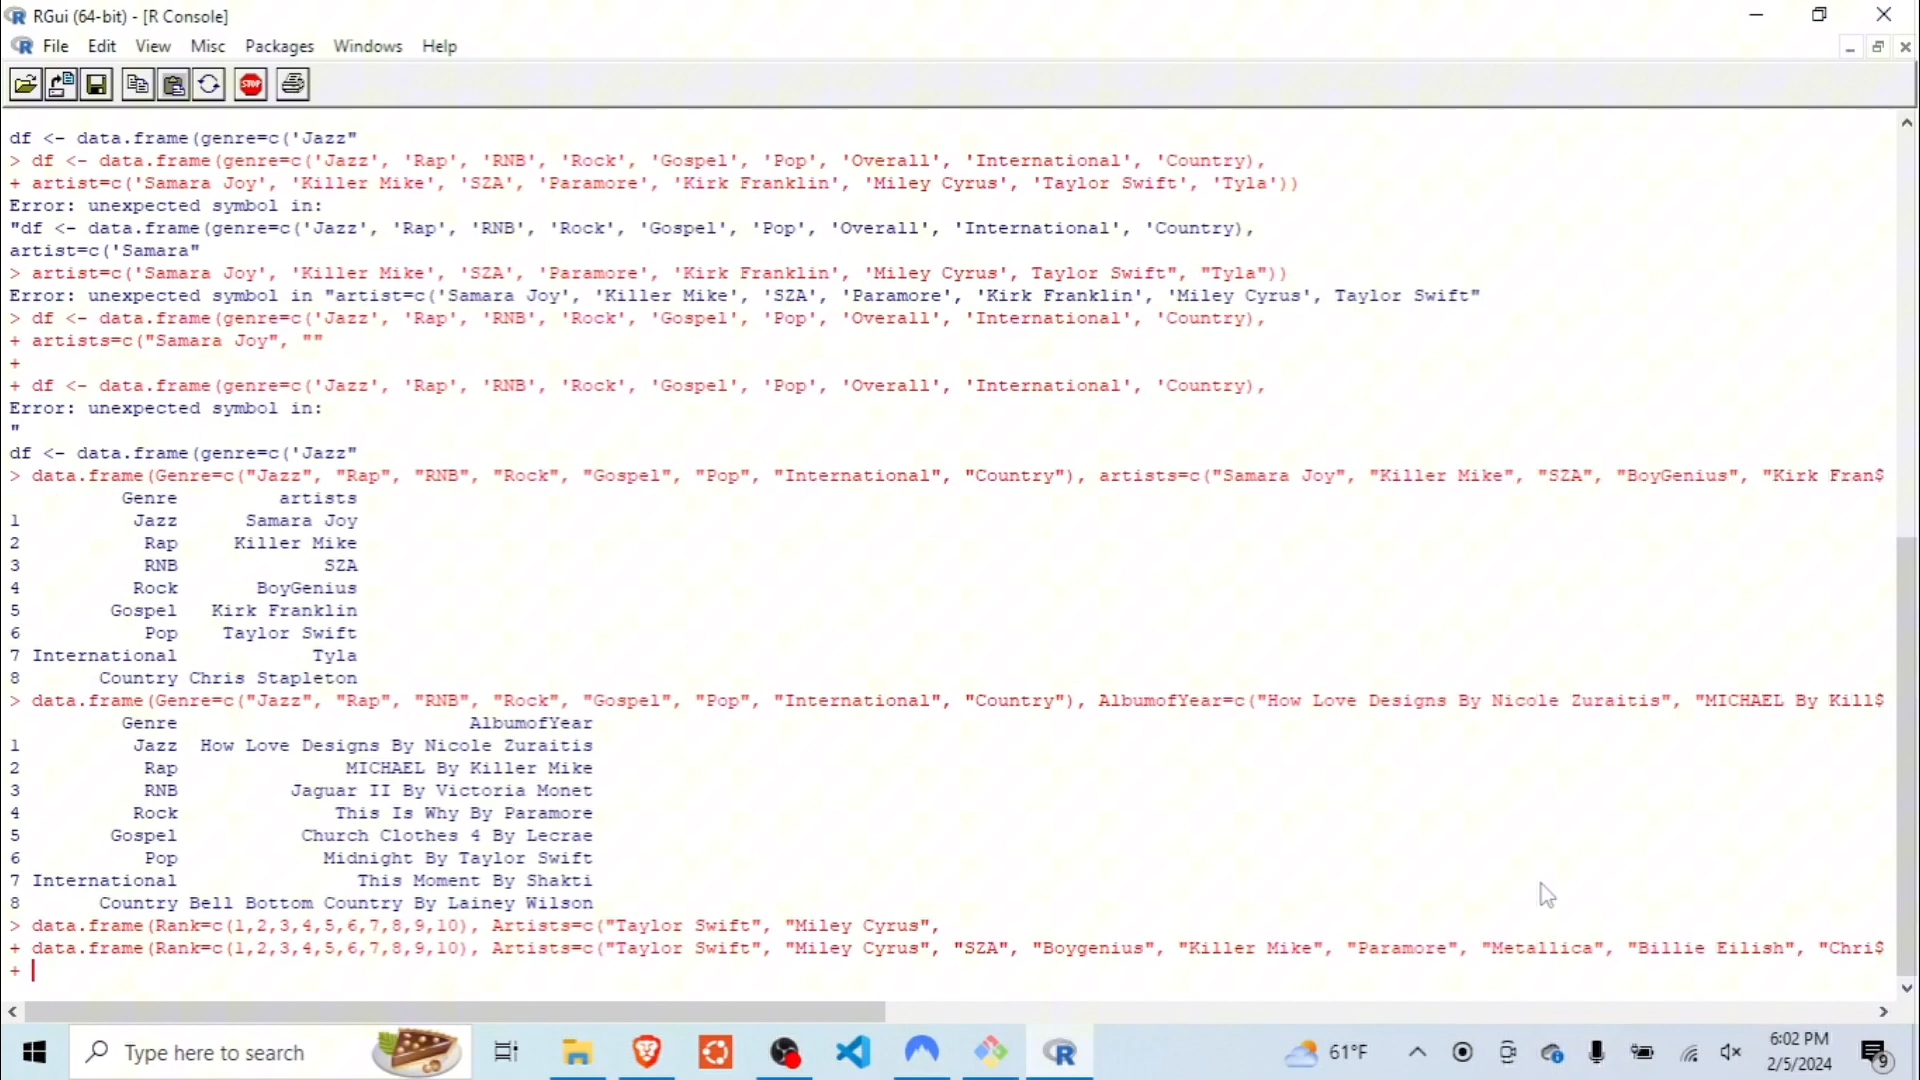 RGui (64-bit) - [R Console]
File Edit View Misc Packages Windows Help
STOP
df <- data.frame(genre=c('Jazz"
> df <- data.frame(genre=c('Jazz', 'Rap', 'RNB', 'Rock', 'Gospel', 'Pop', 'Overall', 'International', 'Country),
+ artist=c('Samara Joy', 'Killer Mike', 'SZA', 'Paramore', 'Kirk Franklin', 'Miley Cyrus', 'Taylor Swift', 'Tyla'))
Error: unexpected symbol in:
"df <- data.frame(genre=c('Jazz', 'Rap', 'RNB', 'Rock', 'Gospel', 'Pop', 'Overall', 'International', 'Country),
artist=c('Samara"
> artist=c('Samara Joy', 'Killer Mike', 'SZA', 'Paramore', 'Kirk Franklin', 'Miley Cyrus', Taylor Swift", "Tyla"))
Error: unexpected symbol in "artist=c('Samara Joy', 'Killer Mike', 'SZA', 'Paramore', 'Kirk Franklin', 'Miley Cyrus', Taylor Swift"
> df <- data.frame(genre=c('Jazz', 'Rap', 'RNB', 'Rock', 'Gospel', 'Pop', 'Overall', 'International', 'Country),
+ artists=c("Samara Joy", ""
+
+ df <- data.frame(genre=c('Jazz', 'Rap', 'RNB', 'Rock', 'Gospel', 'Pop', 'Overall', 'International', 'Country),
Error: unexpected symbol in:
"
df <- data.frame(genre=c('Jazz"
> data.frame(Genre=c("Jazz", "Rap", "RNB", "Rock", "Gospel", "Pop", "International", "Country"), artists=c("Samara Joy", "Killer Mike", "SZA", "BoyGenius", "Kirk Fran$
Genre artists
1 Jazz Samara Joy
2 Rap Killer Mike
3 RNB SZA
4 Rock BoyGenius
5 Gospel Kirk Franklin
6 Pop Taylor Swift
7 International Tyla
8 Country Chris Stapleton
> data.frame(Genre=c("Jazz", "Rap", "RNB", "Rock", "Gospel", "Pop", "International", "Country"), AlbumofYear=c("How Love Designs By Nicole Zuraitis", "MICHAEL By Kill$
Genre AlbumofYear
1 Jazz How Love Designs By Nicole Zuraitis
2 Rap MICHAEL By Killer Mike
3 RNB Jaguar II By Victoria Monet
4 Rock This Is Why By Paramore
5 Gospel Church Clothes 4 By Lecrae
6 Pop Midnight By Taylor Swift
7 International This Moment By Shakti
8 Country Bell Bottom Country By Lainey Wilson
> data.frame(Rank=c(1,2,3,4,5,6,7,8,9,10), Artists=c("Taylor Swift", "Miley Cyrus",
+ data.frame(Rank=c(1,2,3,4,5,6,7,8,9,10), Artists=c("Taylor Swift", "Miley Cyrus", "SZA", "Boygenius", "Killer Mike", "Paramore", "Metallica", "Billie Eilish", "Chri$
+
Type here to search
61°F
6:02 PM
2/5/2024
9